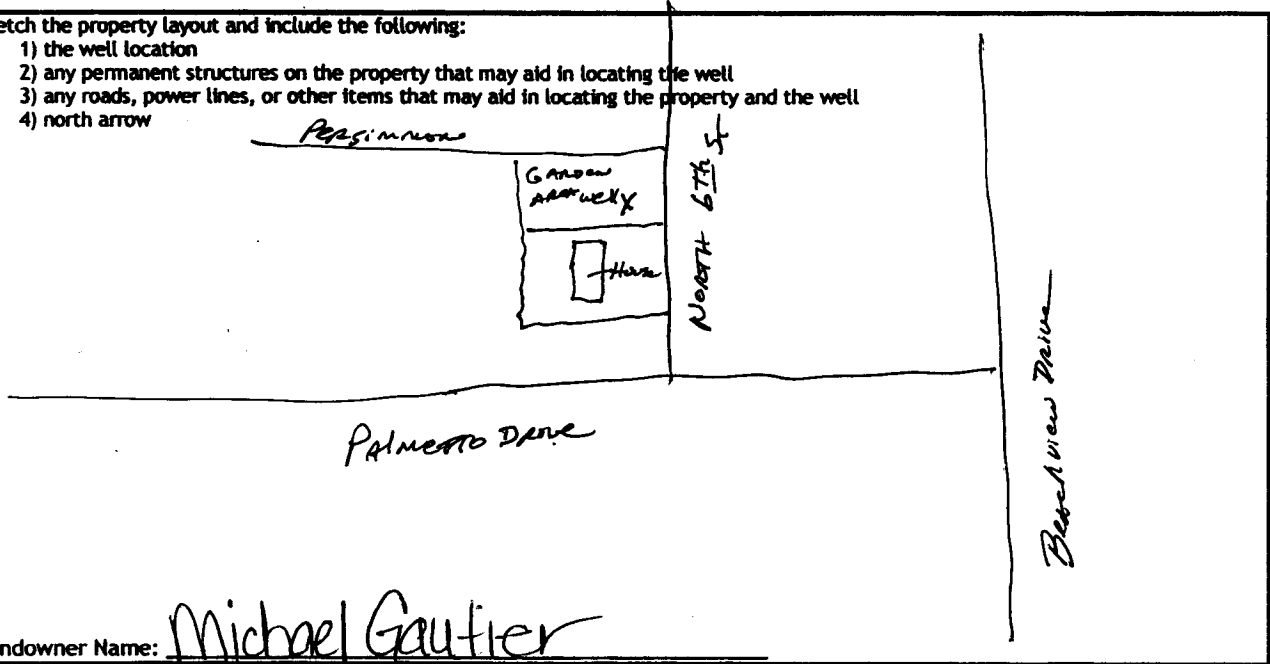 etch the property layout and include the following:
1) the well location
2) any permanent structures on the property that may aid in locating the well
3) any roads, power lines, or other items that may aid in locating the property and the well
4) north arrow
Persimmon
GARDEN
AREA Well X
House
NORTH 6Th St
PAlmetto Drive
Beach view Drive
ndowner Name: Michael Gautier